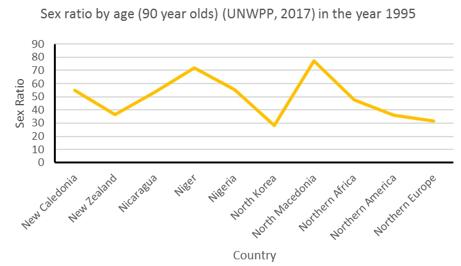 Sex ratio by age (90 year olds) (UNWPP, 2017) in the year 1995
90
80
70
60
50
40
30
20
10
0
Sex Ratio
New Caledonia
New Zealand
Nicaragua
Niger
Nigeria
North Korea
North Macedonia
Northern Africa
Northern America
Northern Europe
Country